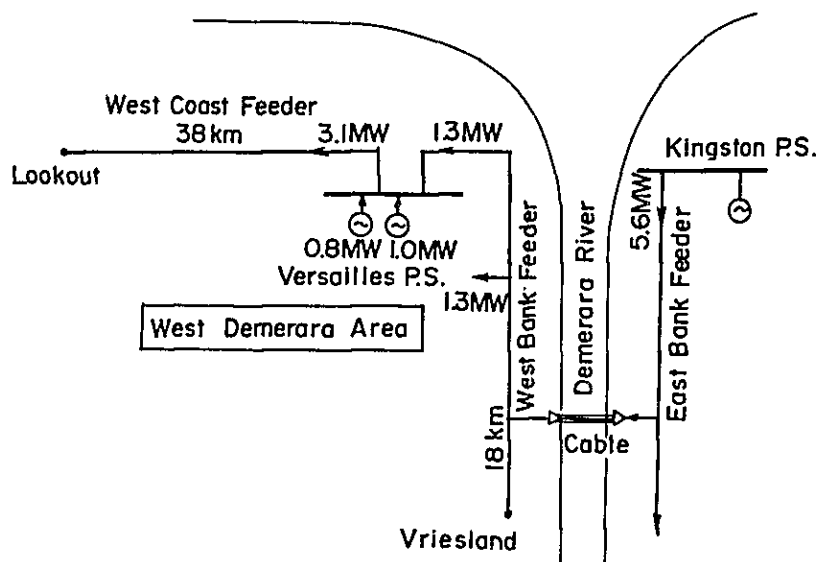 West Coast Feeder
38 km
3.1MW
1.3MW
Lookout
Kingston P.S.
5.6MW
0.8MW 1.0MW
Versailles P.S.
1.3MW
West Bank Feeder
Demerara River
East Bank Feeder
West Demerara Area
18 km
Cable
Vriesland